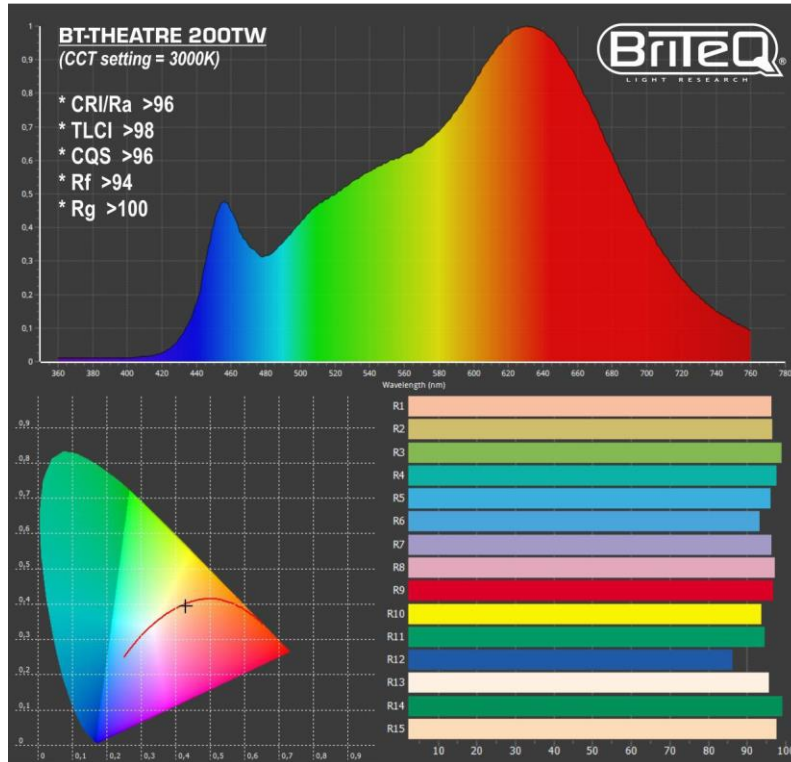 BT-THEATRE 200TW
(CCT setting = 3000K)
* CRI/Ra >96
* TLCI >98
* CQS >96
* Rf >94
* Rg >100
BRITEQ®
LIGHT RESEARCH
1
0,9
0,8
0,7
0,6
0,5
0,4
0,3
0,2
0,1
0
360 380 400 420 440 460 480 500 520 540 560 580 600 620 640 660 680 700 720 740 760 780
Wavelength (nm)
0,9
0,8
0,7
0,6
0,5
0,4
0,3
0,2
0,1
0
0 0,1 0,2 0,3 0,4 0,5 0,6 0,7 0,8 0,9
R1
R2
R3
R4
R5
R6
R7
R8
R9
R10
R11
R12
R13
R14
R15
10 20 30 40 50 60 70 80 90 100